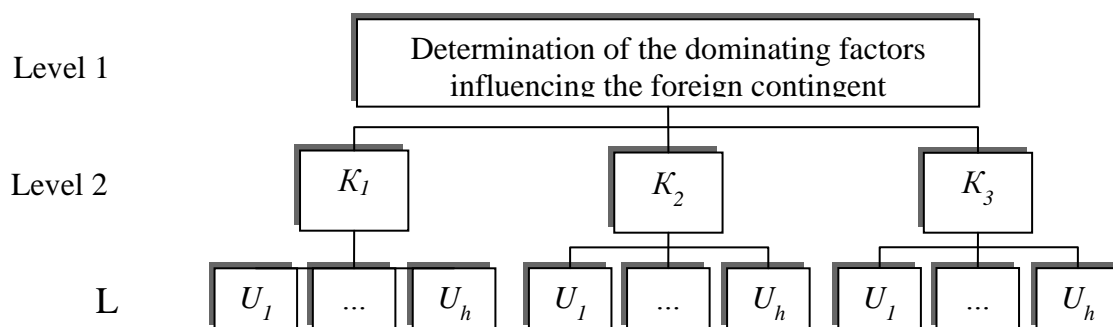 Level 1
Determination of the dominating factors
influencing the foreign contingent
Level 2
K1 K2 K3
L
U1 ... Uh U1 ... Uh U1 ... Uh